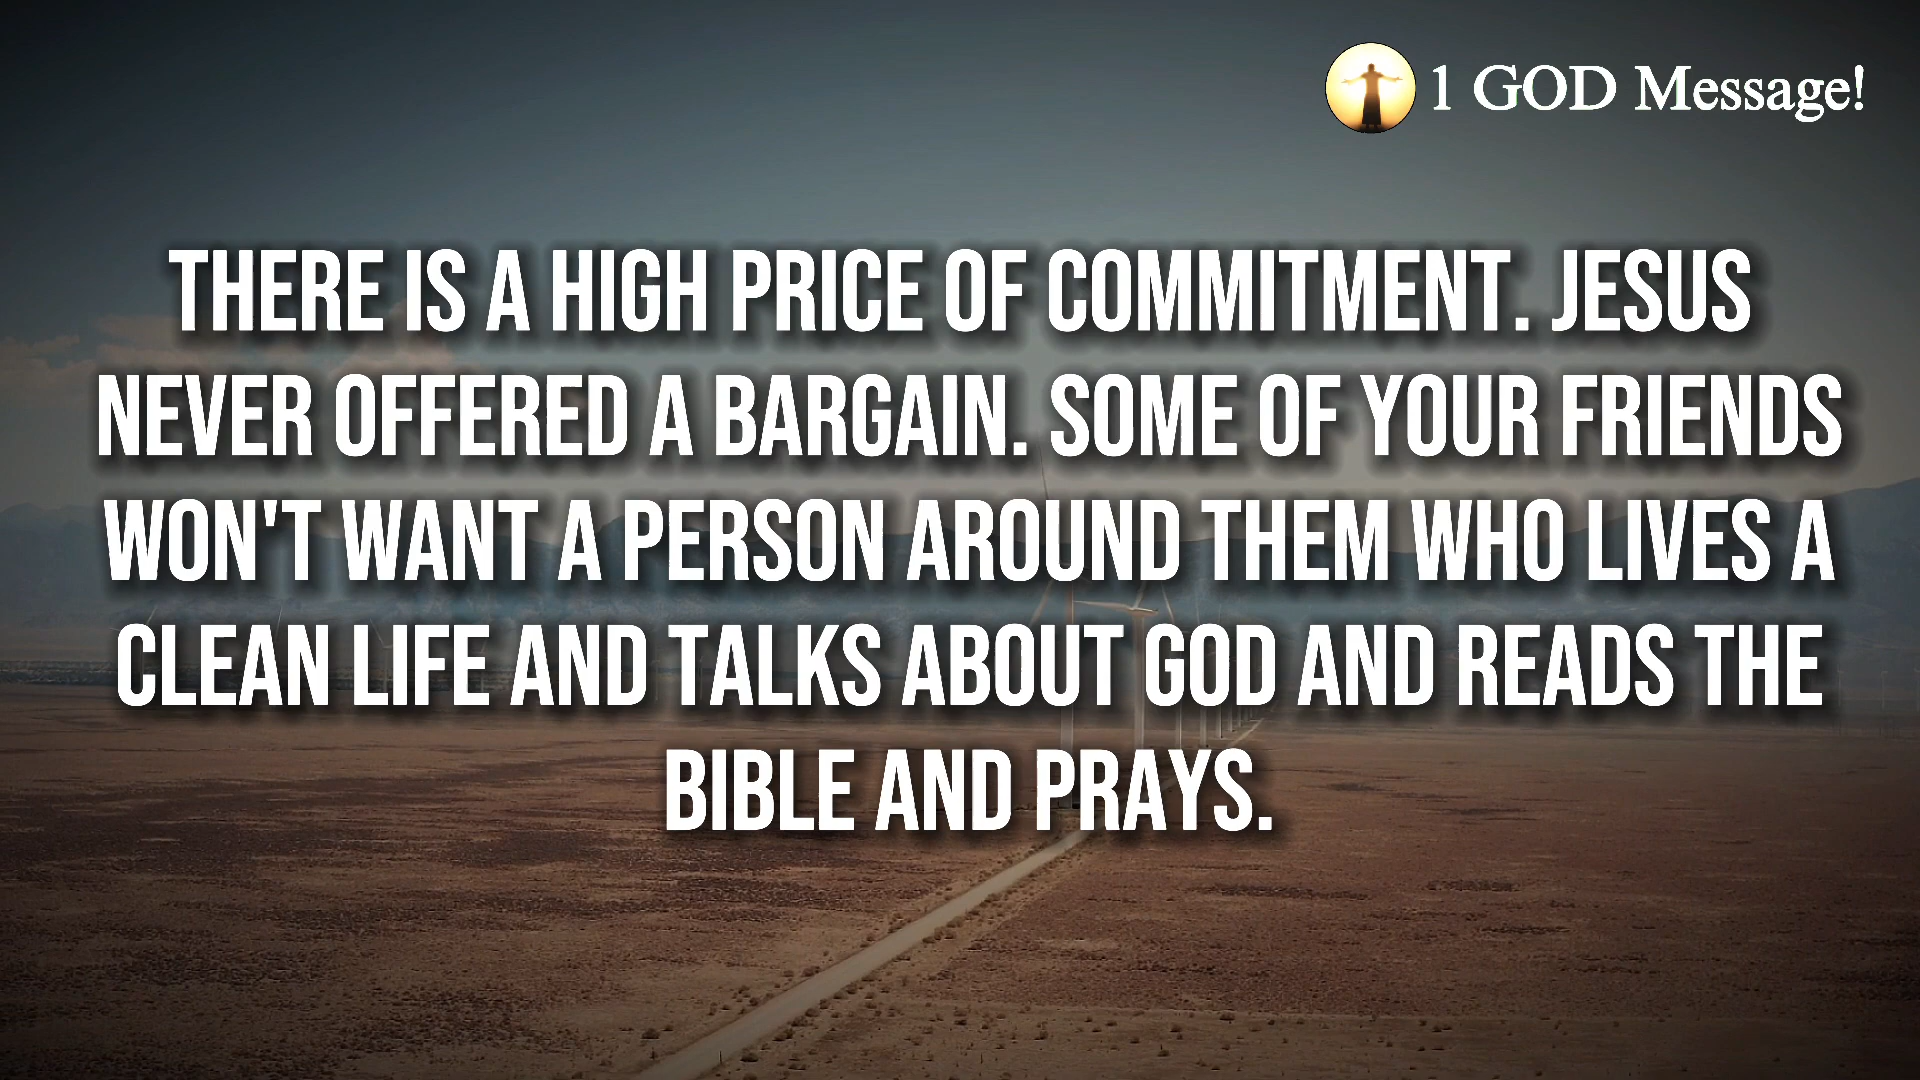 1 GOD Message!
THERE IS A HIGH PRICE OF COMMITMENT. JESUS
NEVER OFFERED A BARGAIN. SOME OF YOUR FRIENDS
WON'T WANT A PERSON AROUND THEM WHO LIVES A
CLEAN LIFE AND TALKS ABOUT GOD AND READS THE
BIBLE AND PRAYS.